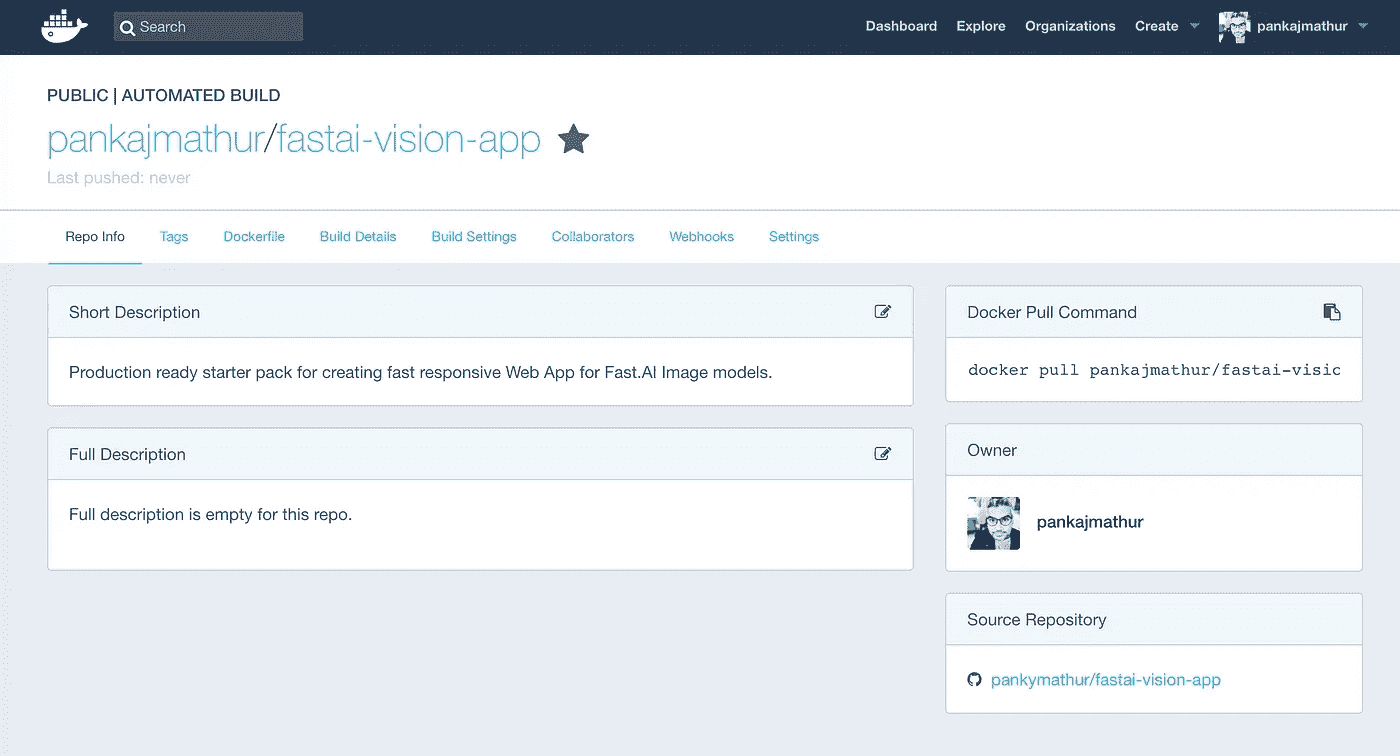 Search
Dashboard Explore Organizations Create pankajmathur
PUBLIC | AUTOMATED BUILD
pankajmathur/fastai-vision-app
Last pushed: never
Repo Info Tags Dockerfile Build Details Build Settings Collaborators Webhooks Settings
Short Description
Production ready starter pack for creating fast responsive Web App for Fast.AI Image models.
Full Description
Full description is empty for this repo.
Docker Pull Command
docker pull pankajmathur/fastai-visic
Owner
pankajmathur
Source Repository
pankymathur/fastai-vision-app